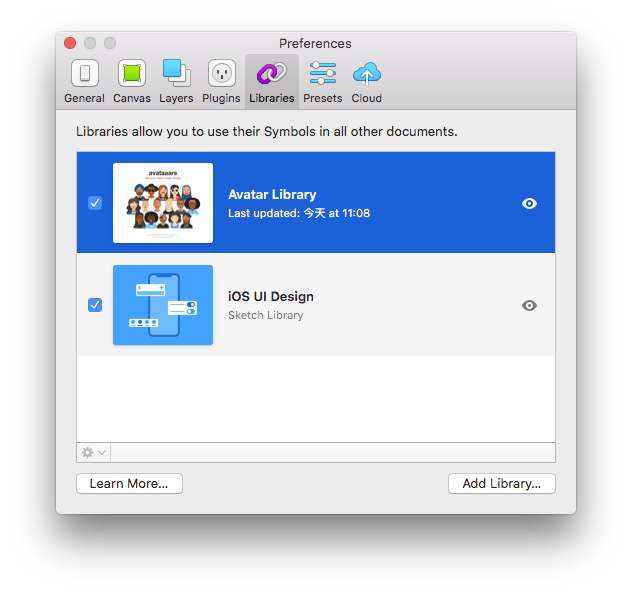 Preferences
General
Canvas
Layers
Plugins
Libraries
Presets
Cloud
Libraries allow you to use their Symbols in all other documents.
avataaars
Avatar Library
Last updated: 今天 at 11:08
iOS UI Design
Sketch Library
Learn More...
Add Library...